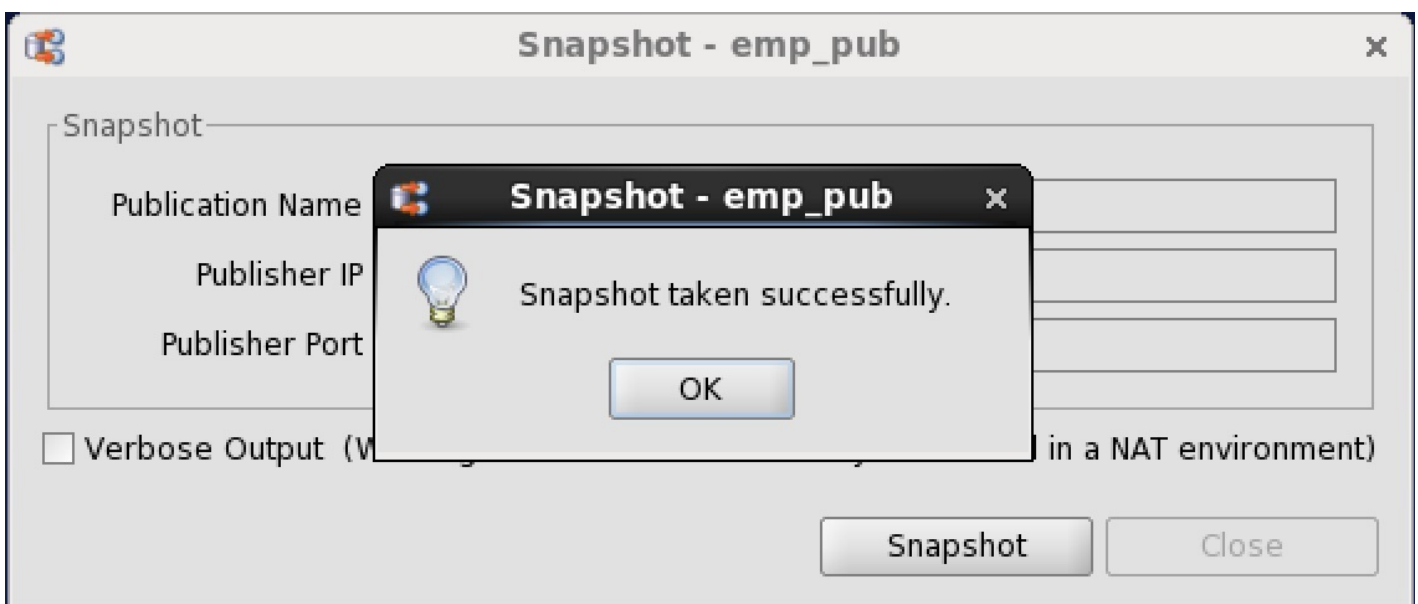 Snapshot - emp_pub
Snapshot
Publication Name
Snapshot - emp_pub
Publisher IP
Snapshot taken successfully.
Publisher Port
OK
Verbose Output (
in a NAT environment)
Snapshot
Close